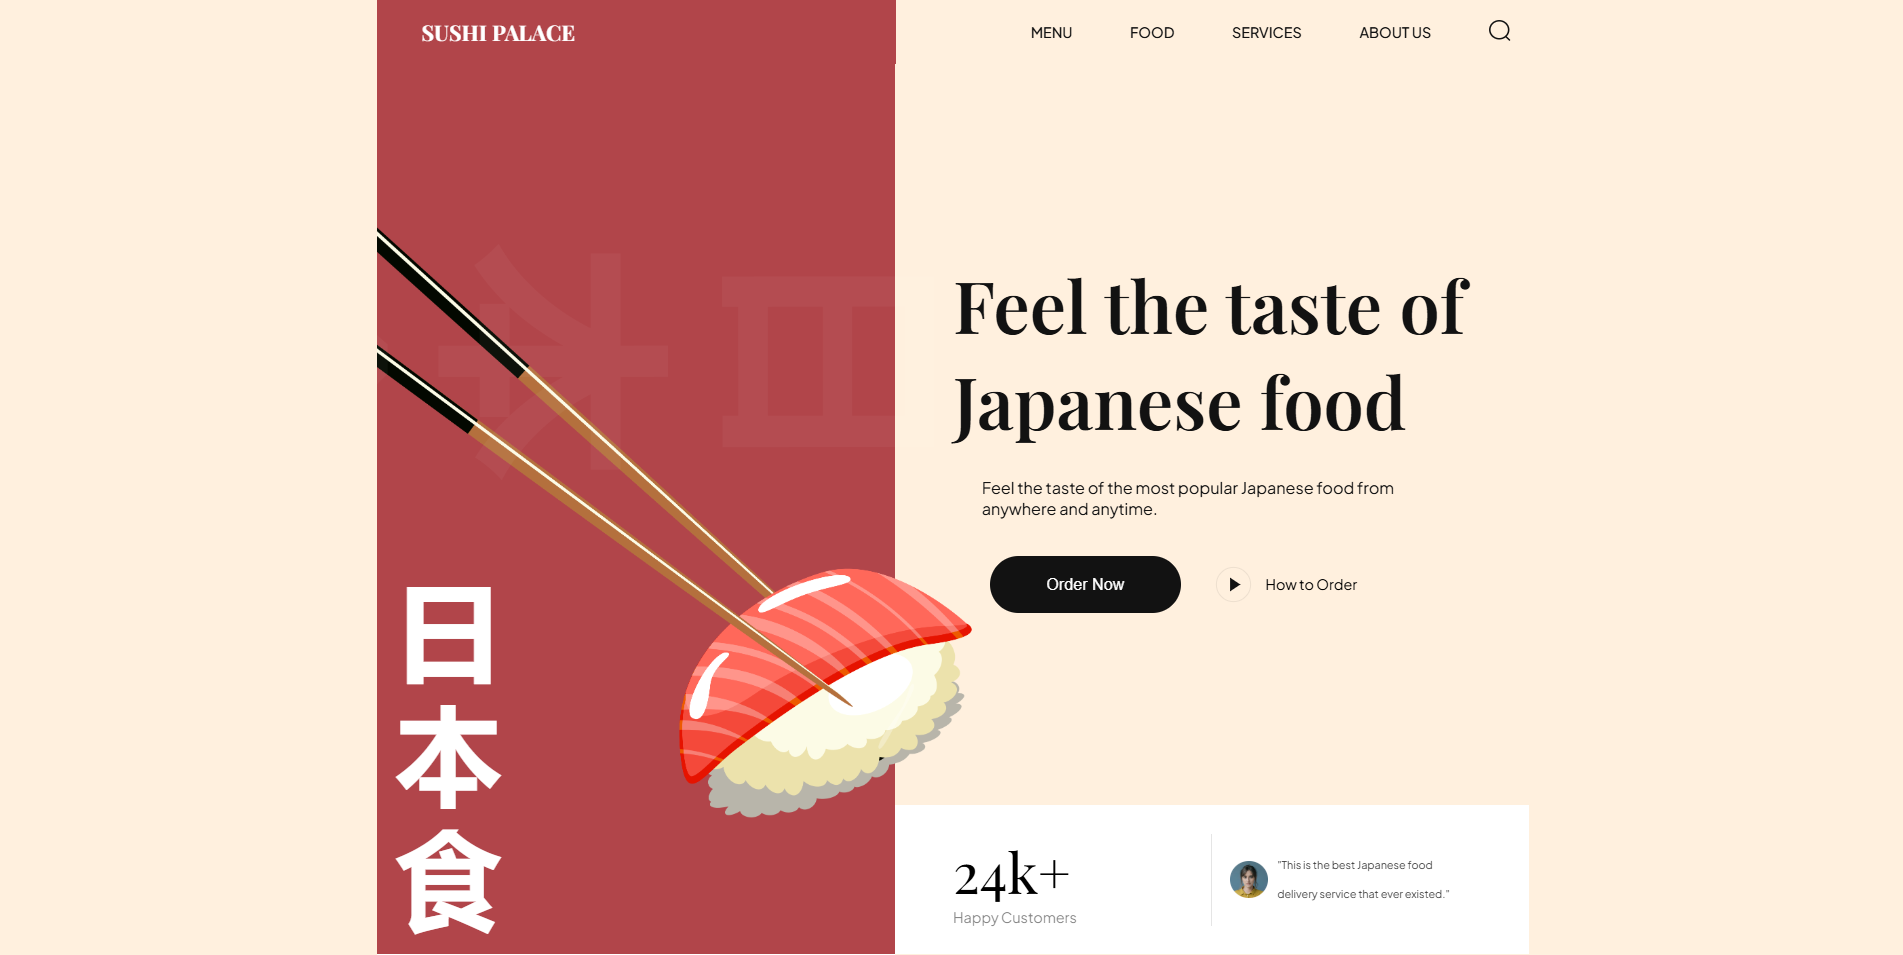 SUSHI PALACE
MENU
FOOD
SERVICES
ABOUT US
Feel the taste of
Japanese food
Feel the taste of the most popular Japanese food from
anywhere and anytime.
Order Now
How to Order
日
本
食
24k+
Happy Customers
"This is the best Japanese food
delivery service that ever existed."